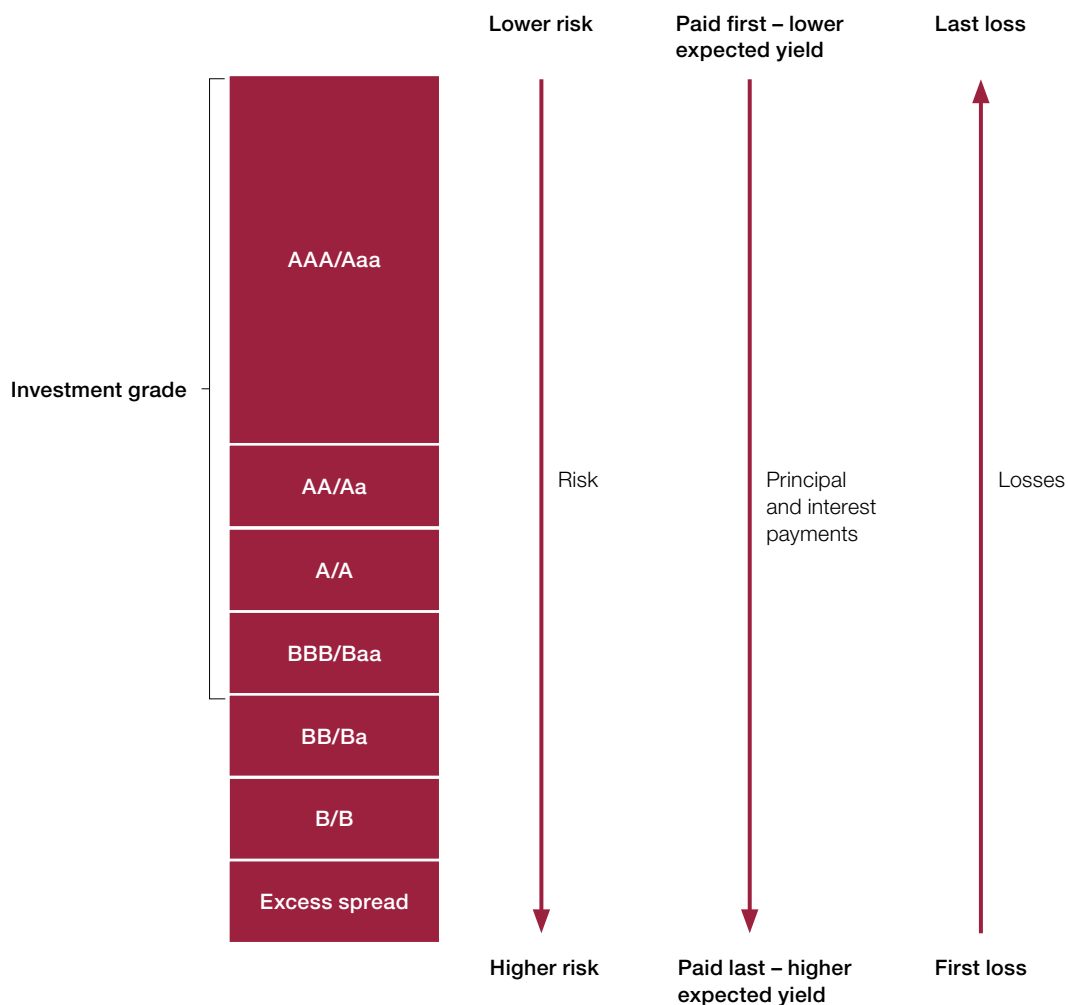 Lower risk
Paid first – lower
expected yield
Last loss
AAA/Aaa
Investment grade
AA/Aa
Risk
Principal
and interest
payments
Losses
A/A
BBB/Baa
BB/Ba
B/B
Excess spread
Higher risk
Paid last – higher
expected yield
First loss